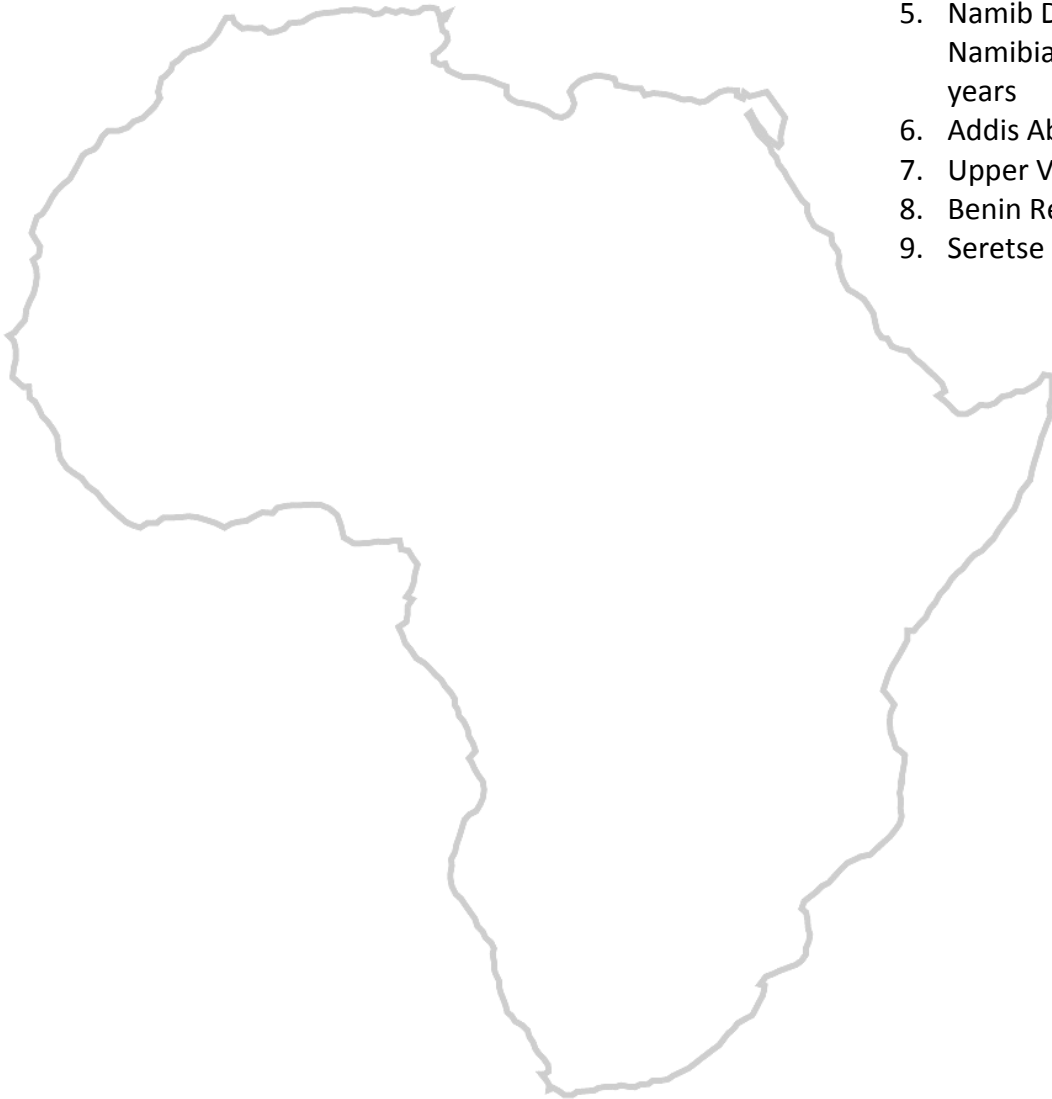 5. Namib D
Namibia
years
6. Addis Ab
7. Upper V
8. Benin Re
9. Seretse